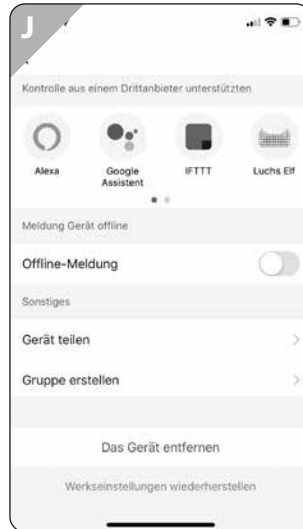 J
Kontrolle aus einem Drittanbieter unterstützten
Alexa
Google
Assistent
IFTTT
Luchs Elf
Meldung Gerät offline
Offline-Meldung
Sonstiges
Gerät teilen
Gruppe erstellen
Das Gerät entfernen
Werkseinstellungen wiederherstellen